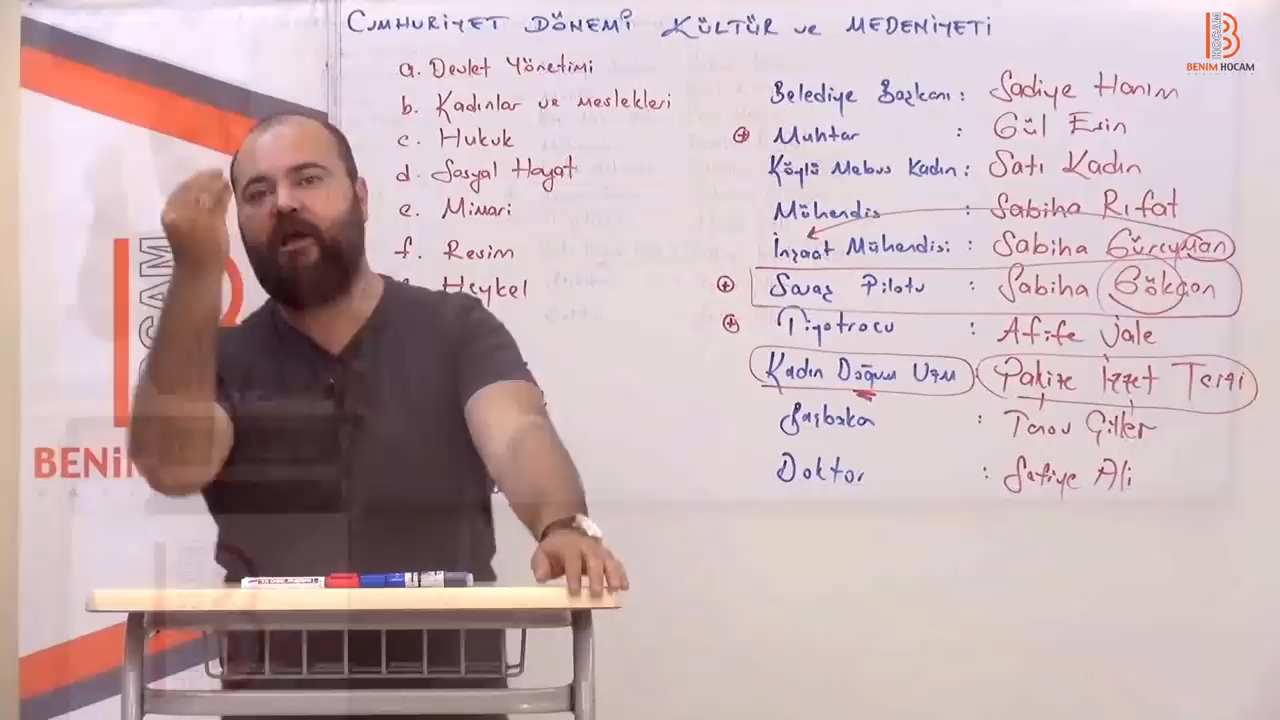 CUMHURİYET DÖNEMİ KÜLTÜR ve MEDENİYETİ
a. Devlet Yönetimi
b. Kadınlar ve Meslekleri
c. Hukuk
d. Sosyal Hayat
e. Mimari
f. Resim
Heykel
Belediye Başkanı : Sadiye Hanım
Muhtar : Gül Esin
Köylü Mebus Kadın : Satı Kadın
Mühendis : Sabiha Rıfat
İnşaat Mühendisi : Sabiha Güreyman
Savaş Pilotu : Sabiha Gökçen
Tiyatrocu : Afife Jale
Kadın Doğum Uzm : Pakize İzzet Tarzi
Başbakan : Tansu Çiller
Doktor : Safiye Ali
BENİM HOCAM
HOCAM
BENİ